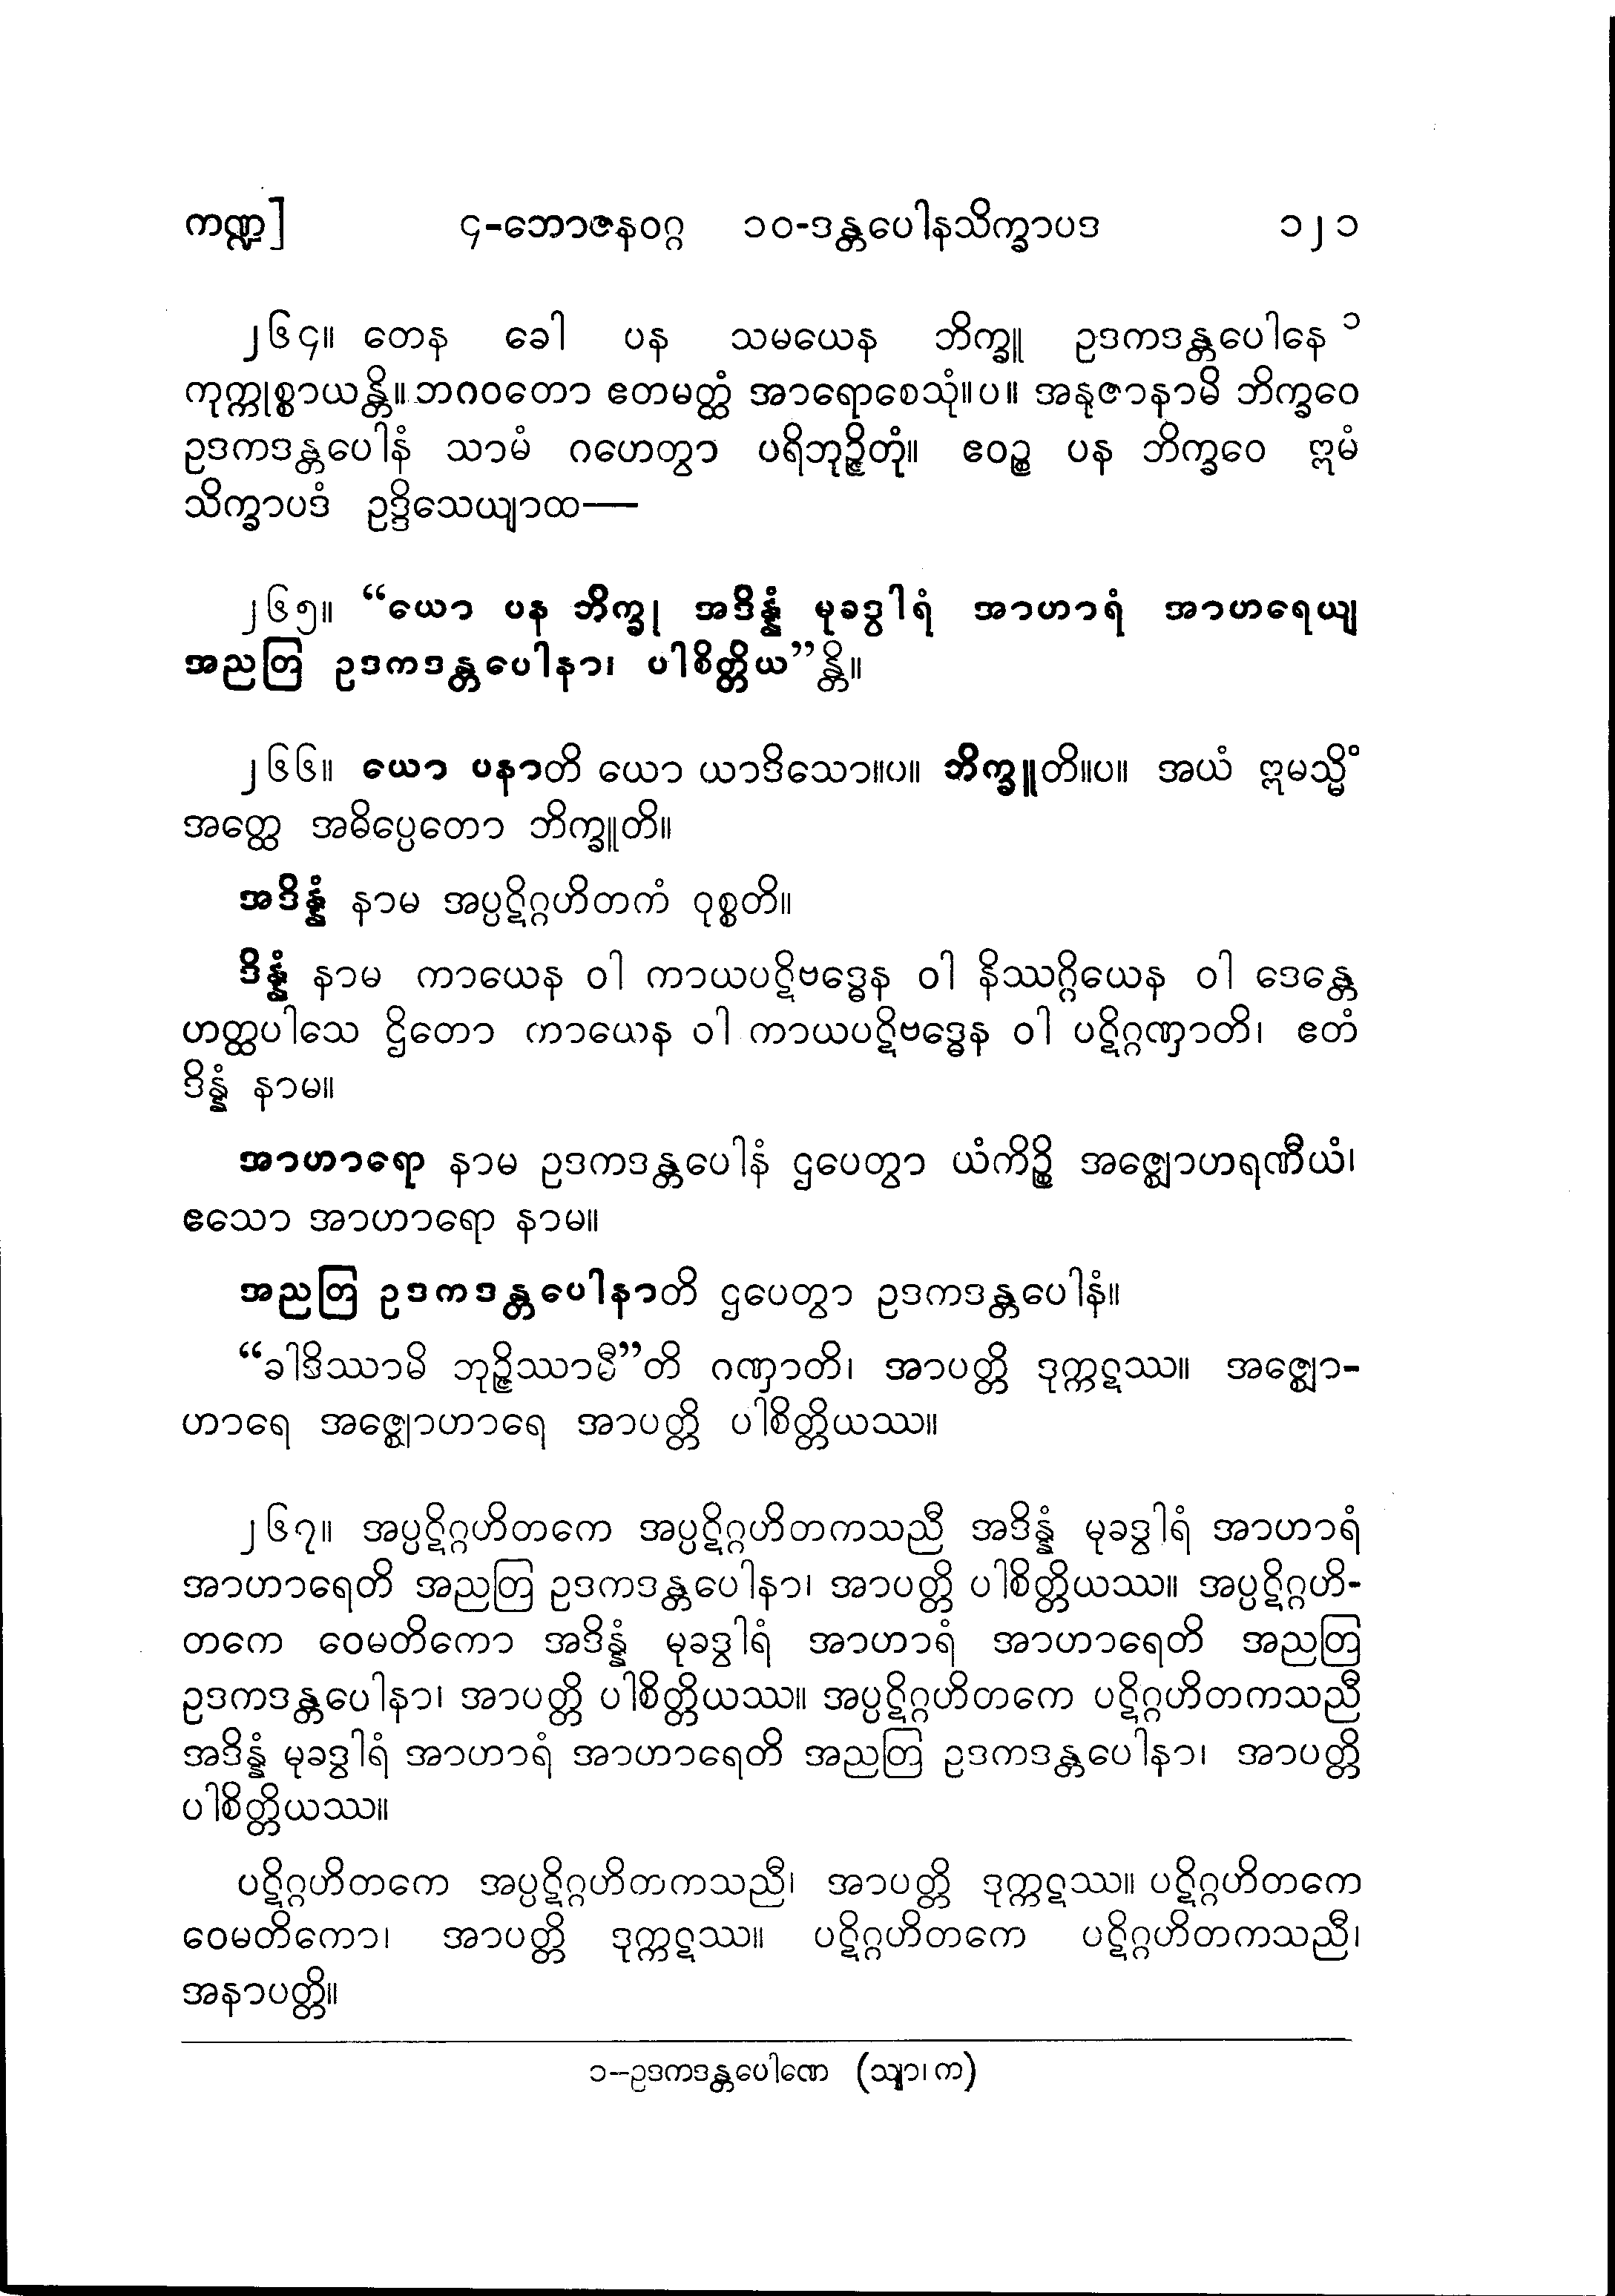 ကဏ္ဍ] ၄-ဘောဇနဝဂ္ဂ ၁၀-ဒန္တပေါနသိက္ခာပဒ ၁၂၁
၂၆၄။ တေန ခေါ ပန သမယေန ဘိက္ခူ ဥဒကဒန္တပေါနေ ၁
ကုက္ကုစ္စာယန္တိ။ ဘဂဝတော ဧတမတ္ထံ အာရောစေသုံ။ပ။ အနုဇာနာမိ ဘိက္ခဝေ
ဥဒကဒန္တပေါနံ သာမံ ဂဟေတွာ ပရိဘုဉ္ဇိတုံ။ ဧဝဉ္စ ပန ဘိက္ခဝေ ဣမံ
သိက္ခာပဒံ ဥဒ္ဒိသေယျာထ—
၂၆၅။ “ယော ပန ဘိက္ခု အဒိန္နံ မုခဒွါရံ အာဟာရံ အာဟရေယျ
အညတြ ဥဒကဒန္တပေါနာ၊ ပါစိတ္တိယ”န္တိ။
၂၆၆။ ယော ပနာတိ ယော ယာဒိသော။ပ။ ဘိက္ခူတိ။ပ။ အယံ ဣမသ္မိံ
အတ္ထေ အဓိပ္ပေတော ဘိက္ခူတိ။
အဒိန္နံ နာမ အပ္ပဋိဂ္ဂဟိတကံ ဝုစ္စတိ။
ဒိန္နံ နာမ ကာယေန ဝါ ကာယပဋိဗဒ္ဓေန ဝါ နိဿဂ္ဂိယေန ဝါ ဒေန္တေ
ဟတ္ထပါသေ ဌိတော ကာယေန ဝါ ကာယပဋိဗဒ္ဓေန ဝါ ပဋိဂ္ဂဏှာတိ၊ ဧတံ
ဒိန္နံ နာမ။
အာဟာရော နာမ ဥဒကဒန္တပေါနံ ဌပေတွာ ယံကိဉ္စိ အဇ္ဈောဟရဏီယံ၊
ဧသော အာဟာရော နာမ။
အညတြ ဥဒကဒန္တပေါနာတိ ဌပေတွာ ဥဒကဒန္တပေါနံ။
“ခါဒိဿာမိ ဘုဉ္ဇိဿာမီ”တိ ဂဏှာတိ၊ အာပတ္တိ ဒုက္ကဋဿ။ အဇ္ဈော-
ဟာရေ အဇ္ဈောဟာရေ အာပတ္တိ ပါစိတ္တိယဿ။
၂၆၇။ အပ္ပဋိဂ္ဂဟိတကေ အပ္ပဋိဂ္ဂဟိတကသညီ အဒိန္နံ မုခဒွါရံ အာဟာရံ
အာဟာရေတိ အညတြ ဥဒကဒန္တပေါနာ၊ အာပတ္တိ ပါစိတ္တိယဿ။ အပ္ပဋိဂ္ဂဟိ-
တကေ ဝေမတိကော အဒိန္နံ မုခဒွါရံ အာဟာရံ အာဟာရေတိ အညတြ
ဥဒကဒန္တပေါနာ၊ အာပတ္တိ ပါစိတ္တိယဿ။ အပ္ပဋိဂ္ဂဟိတကေ ပဋိဂ္ဂဟိတကသညီ
အဒိန္နံ မုခဒွါရံ အာဟာရံ အာဟာရေတိ အညတြ ဥဒကဒန္တပေါနာ၊ အာပတ္တိ
ပါစိတ္တိယဿ။
ပဋိဂ္ဂဟိတကေ အပ္ပဋိဂ္ဂဟိတကသညီ၊ အာပတ္တိ ဒုက္ကဋဿ။ ပဋိဂ္ဂဟိတကေ
ဝေမတိကော၊ အာပတ္တိ ဒုက္ကဋဿ။ ပဋိဂ္ဂဟိတကေ ပဋိဂ္ဂဟိတကသညီ၊
အနာပတ္တိ။
၁--ဥဒကဒန္တပေါဏေ (သျာ၊ က)